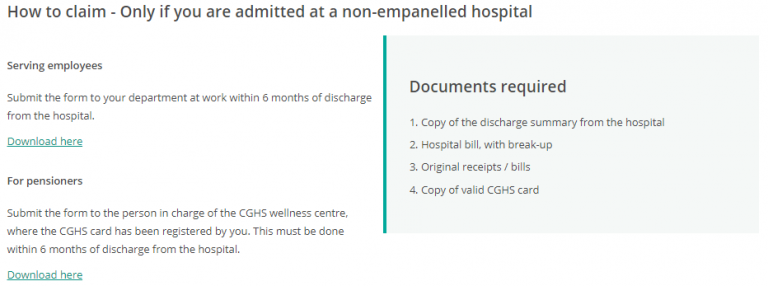 How to claim - Only if you are admitted at a non-empanelled hospital
Serving employees
Submit the form to your department at work within 6 months of discharge
from the hospital.
Download here
For pensioners
Submit the form to the person in charge of the CGHS wellness centre,
where the CGHS card has been registered by you. This must be done
within 6 months of discharge from the hospital.
Download here
Documents required
1. Copy of the discharge summary from the hospital
2. Hospital bill, with break-up
3. Original receipts / bills
4. Copy of valid CGHS card